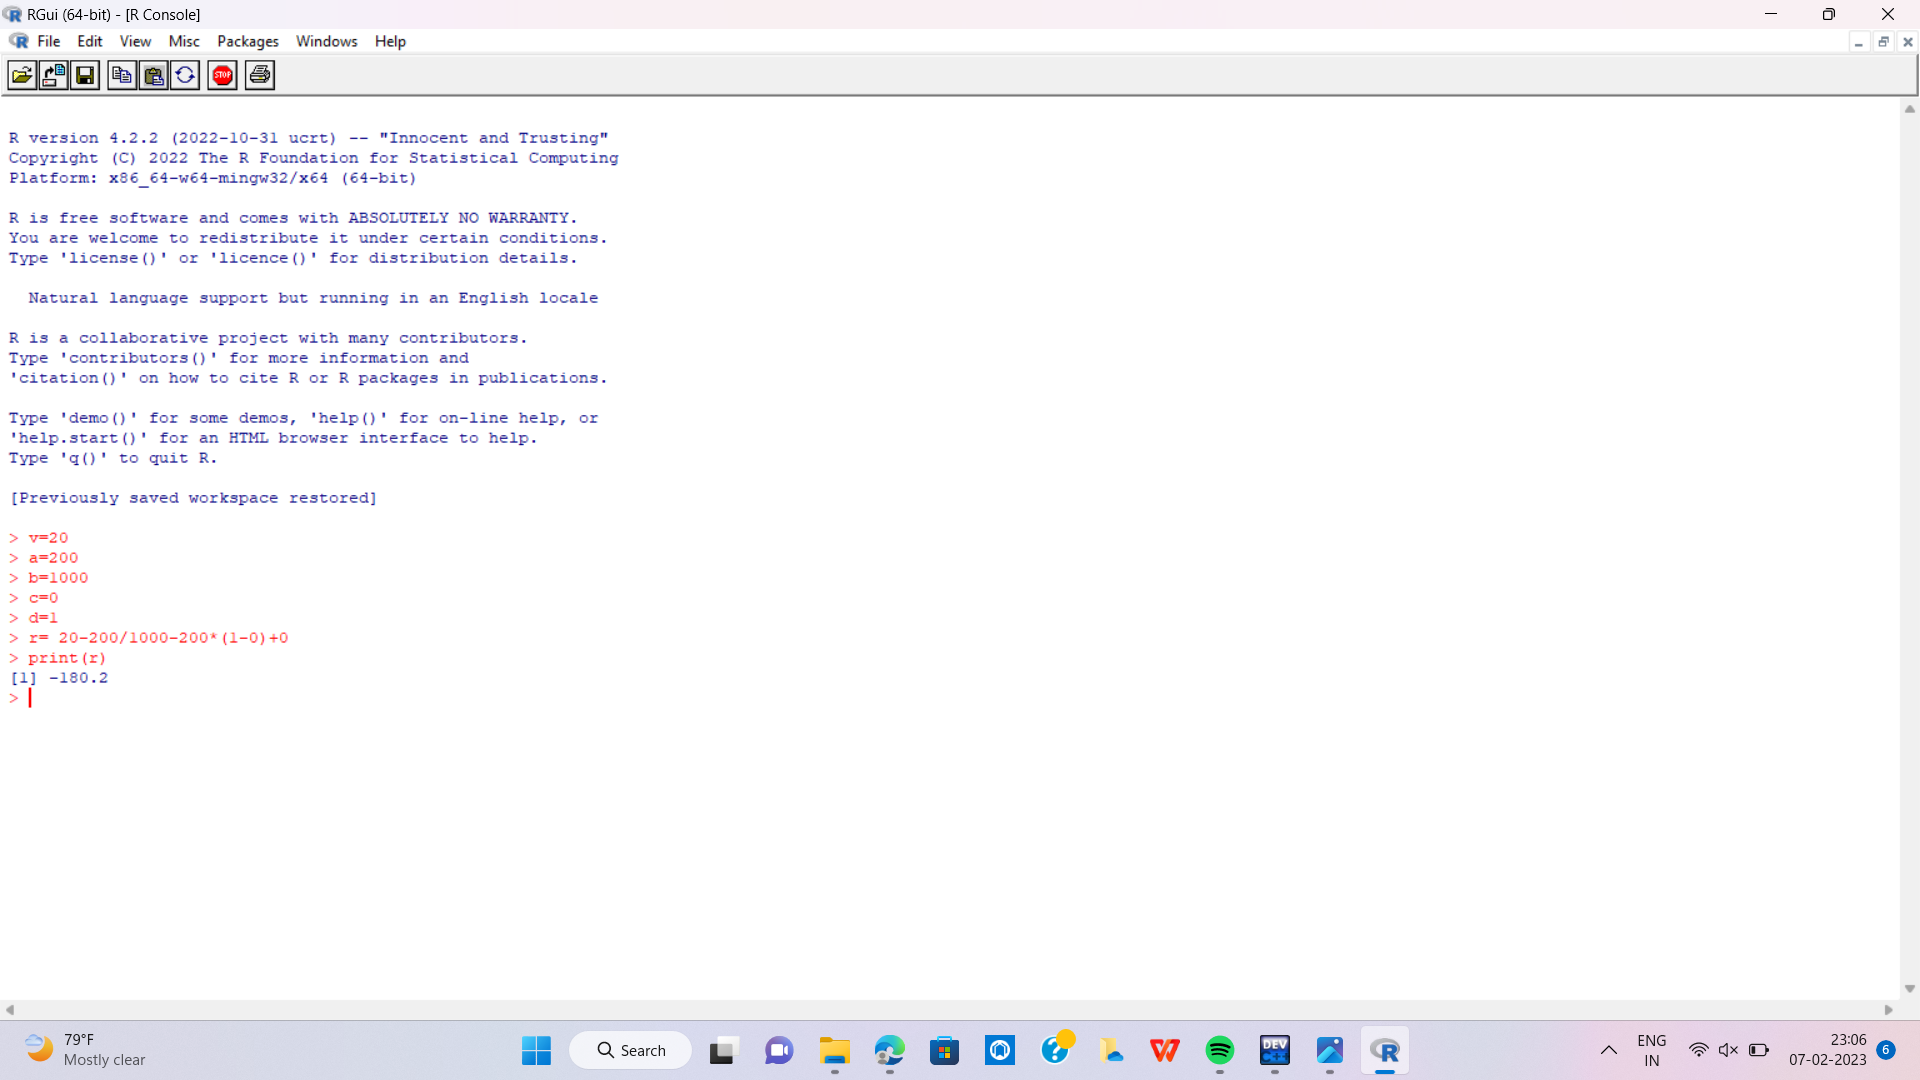 RGui (64-bit) - [R Console]
File Edit View Misc Packages Windows Help
STOP
R version 4.2.2 (2022-10-31 ucrt) -- "Innocent and Trusting"
Copyright (C) 2022 The R Foundation for Statistical Computing
Platform: x86_64-w64-mingw32/x64 (64-bit)
R is free software and comes with ABSOLUTELY NO WARRANTY.
You are welcome to redistribute it under certain conditions.
Type 'license()' or 'licence()' for distribution details.
Natural language support but running in an English locale
R is a collaborative project with many contributors.
Type 'contributors()' for more information and
'citation()' on how to cite R or R packages in publications.
Type 'demo()' for some demos, 'help()' for on-line help, or
'help.start()' for an HTML browser interface to help.
Type 'q()' to quit R.
[Previously saved workspace restored]
> v=20
> a=200
> b=1000
> c=0
> d=1
> r= 20-200/1000-200*(1-0)+0
> print(r)
[1] -180.2
>
79°F
Mostly clear
Search
DEV
C++
ENG
IN
23:06
07-02-2023
6